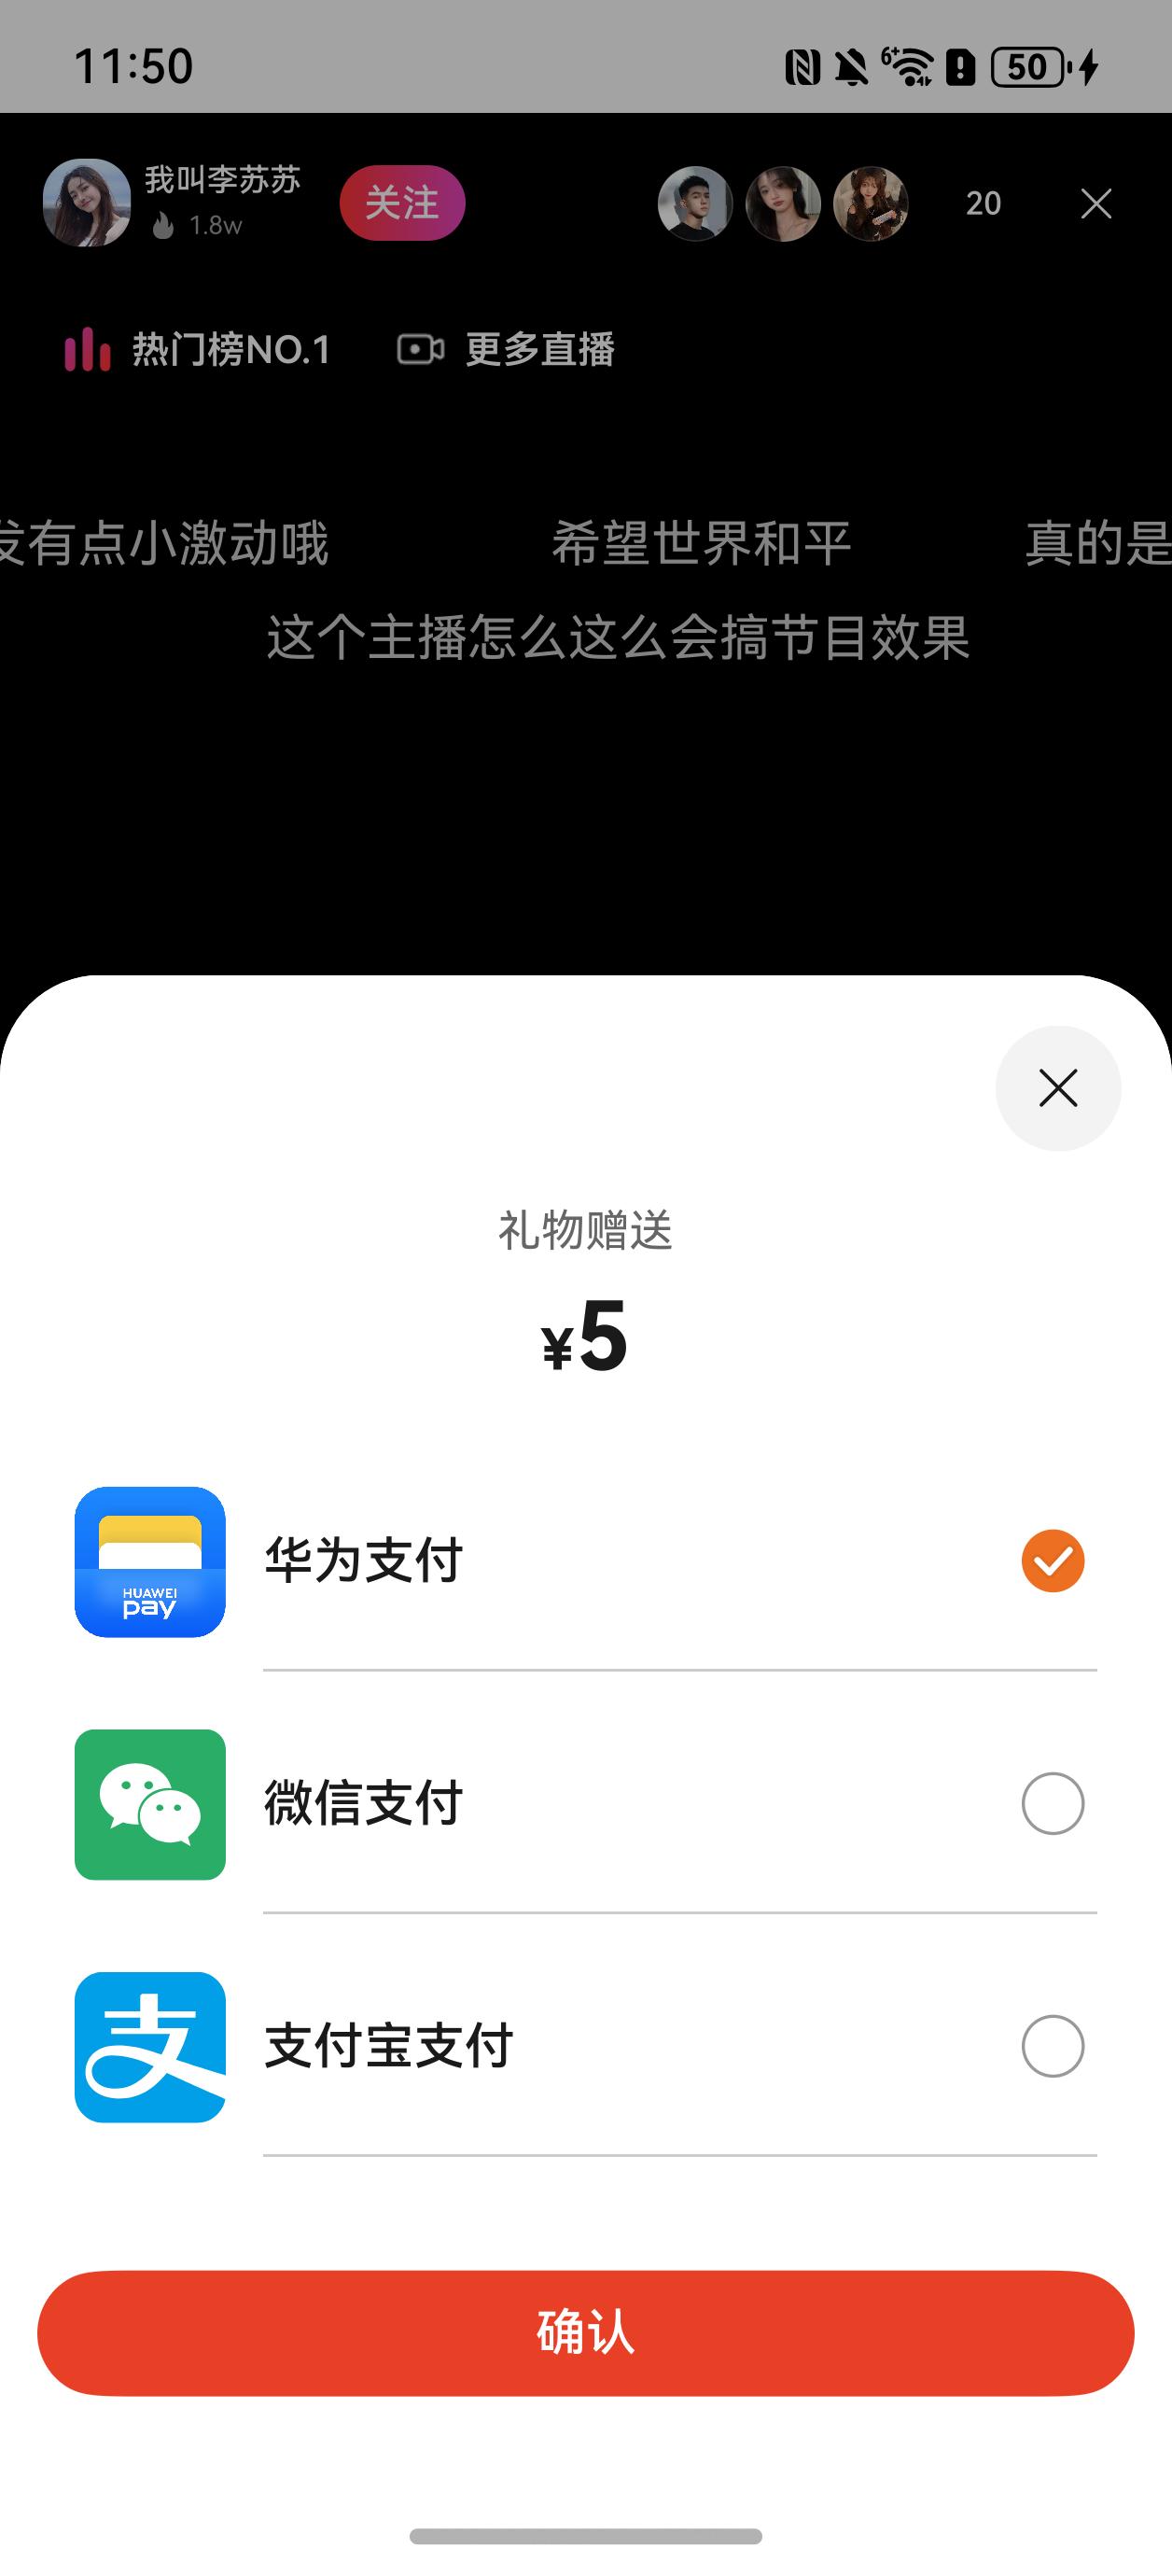 11:50
6+
50
我叫李苏苏
1.8w
关注
20
热门榜NO.1
更多直播
发有点小激动哦
希望世界和平
真的是
这个主播怎么这么会搞节目效果
礼物赠送
¥5
HUAWEI
pay
华为支付
微信支付
支
支付宝支付
确认